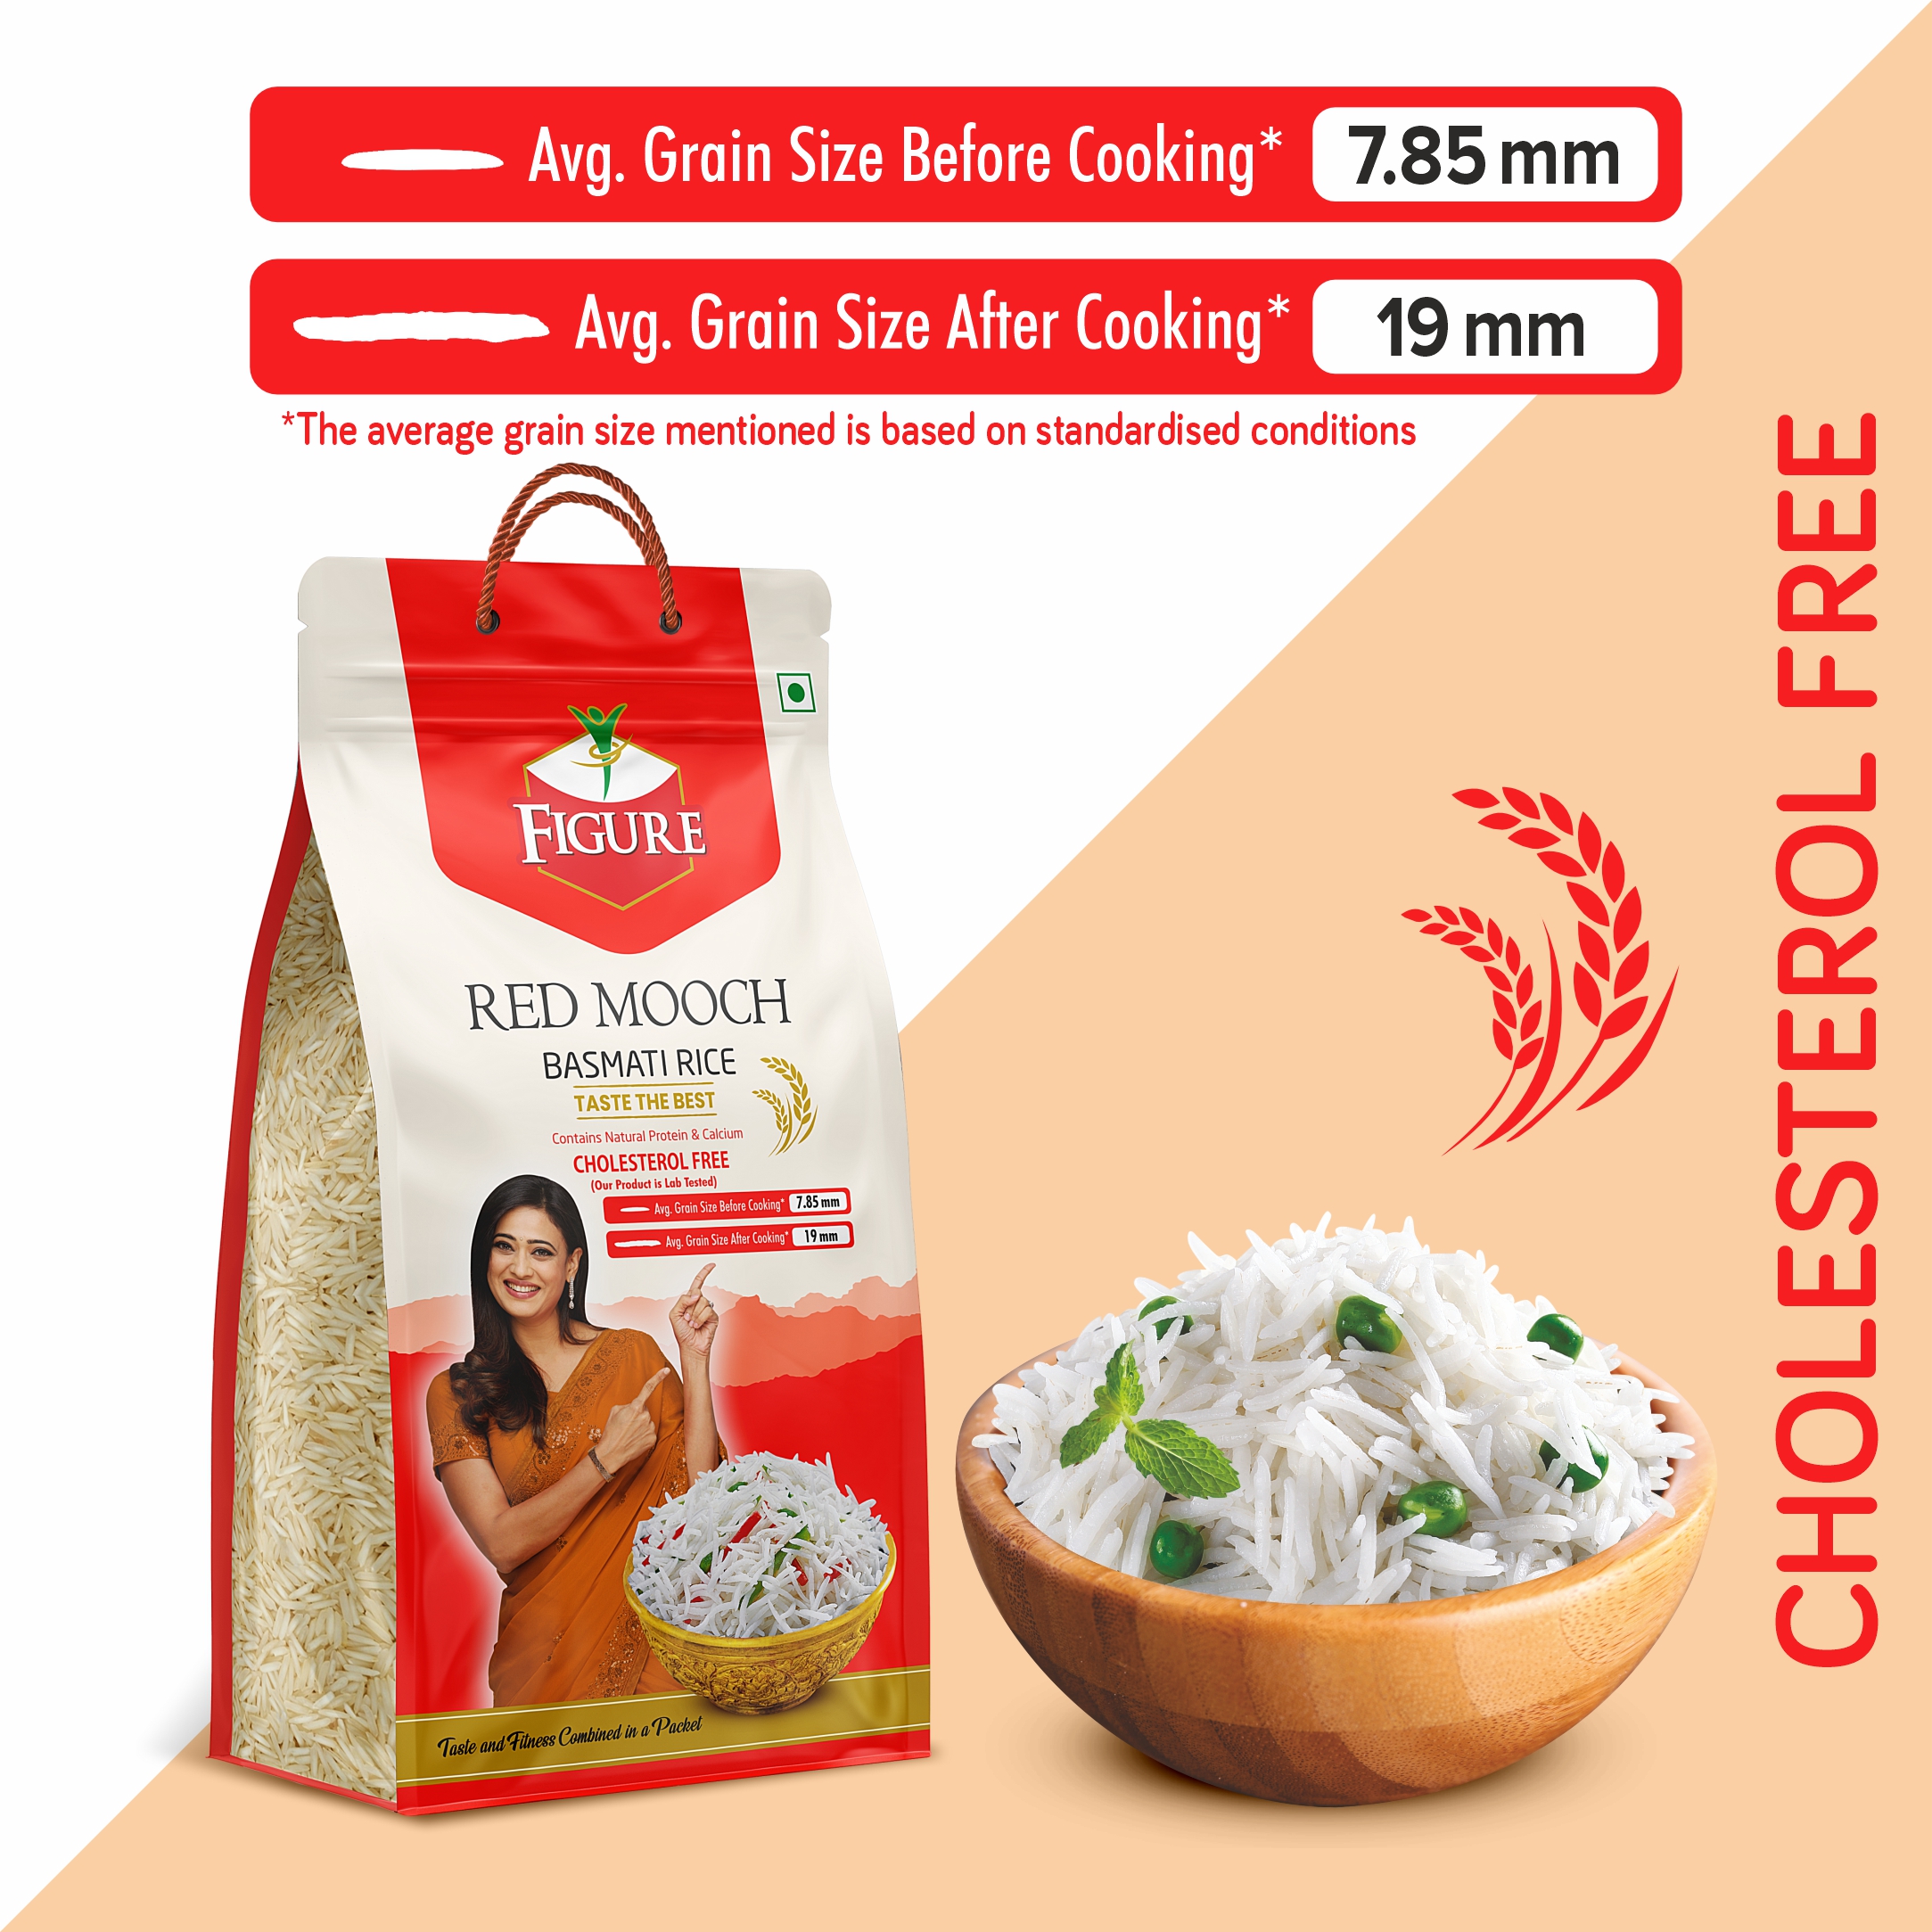 Avg. Grain Size Before Cooking* 7.85 mm
Avg. Grain Size After Cooking* 19 mm
*The average grain size mentioned is based on standardised conditions
FIGURE
RED MOOCH
BASMATI RICE
TASTE THE BEST
Contains Natural Protein & Calcium
CHOLESTEROL FREE
(Our Product is Lab Tested)
Avg. Grain Size Before Cooking* 7.85 mm
Avg. Grain Size After Cooking* 19 mm
Taste and Fitness Combined in a Packet
CHOLESTEROL FREE